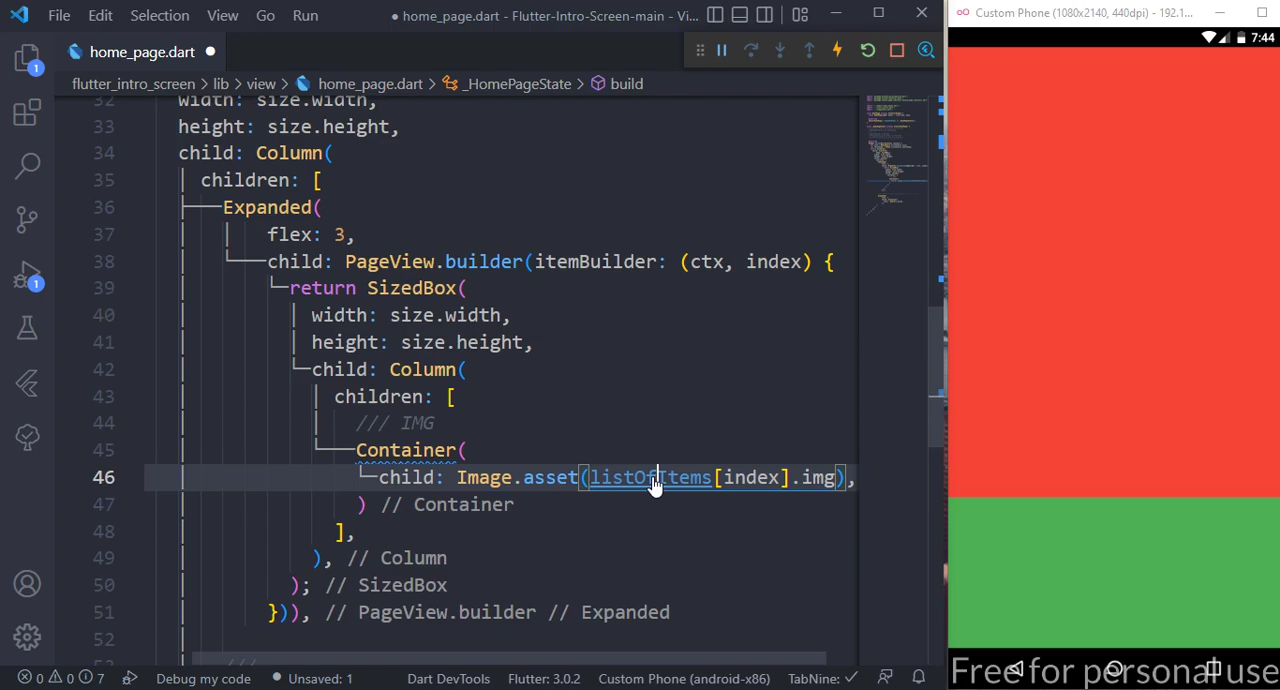 File Edit Selection View Go Run
● home_page.dart - Flutter-Intro-Screen-main - Vi...
Custom Phone (1080x2140, 440dpi) - 192.1...
7:44
home_page.dart
flutter_intro_screen > lib > view > home_page.dart > _HomePageState > build
1
32 width: size.width,
33 height: size.height,
34 child: Column(
35 children: [
36 Expanded(
37 flex: 3,
38 child: PageView.builder(itemBuilder: (ctx, index) {
39 return SizedBox(
40 width: size.width,
41 height: size.height,
42 child: Column(
43 children: [
44 /// IMG
45 Container(
46 child: Image.asset(listOfItems[index].img),
47 ) // Container
48 ],
49 ), // Column
50 ); // SizedBox
51 })), // PageView.builder // Expanded
52
53 ///
1
0 0 7 Debug my code Unsaved: 1 Dart DevTools Flutter: 3.0.2 Custom Phone (android-x86) TabNine: ✓
Free for personal use